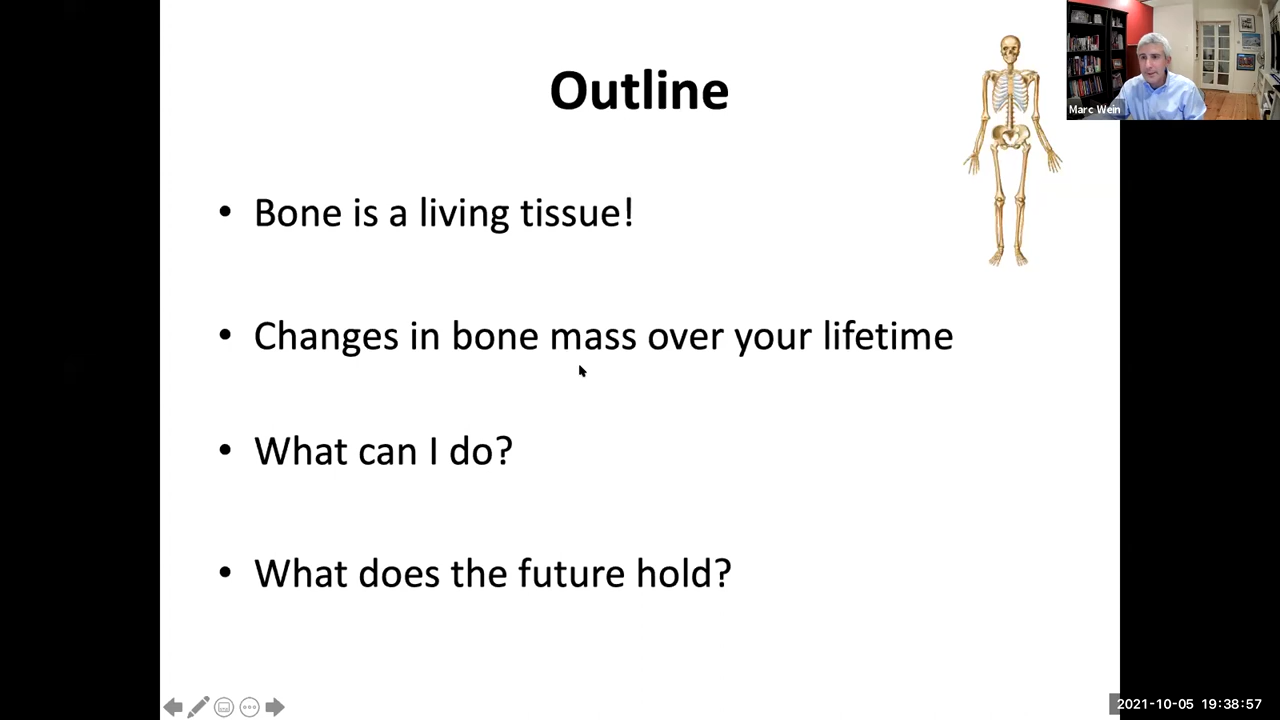 Outline
Marc Wein
• Bone is a living tissue!
• Changes in bone mass over your lifetime
• What can I do?
• What does the future hold?
2021-10-05 19:38:57